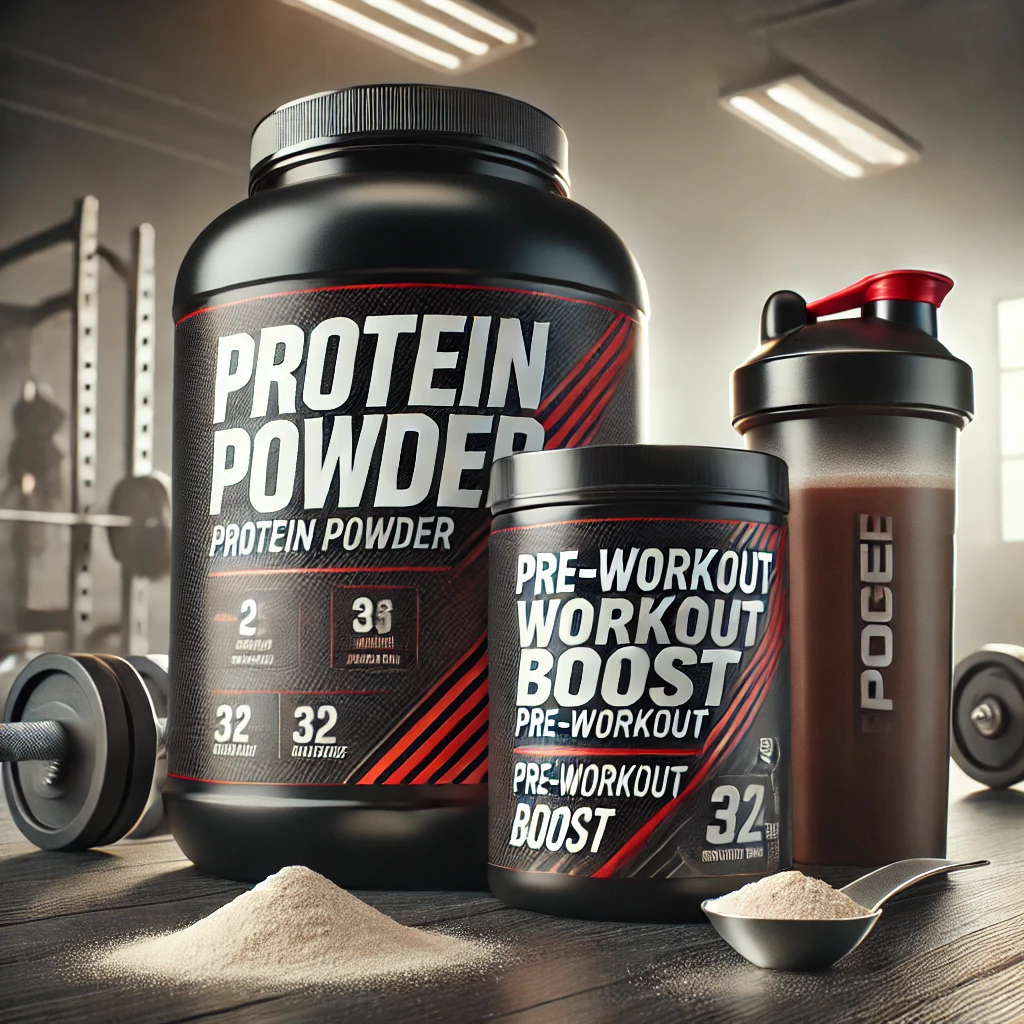 PROTEIN
POWDER
PROTEIN POWDER
2
32
32
PRE-WORKOUT
WORKOUT
BOOST
PRE-WORKOUT
PRE-WORKOUT
BOOST
32
POGEE